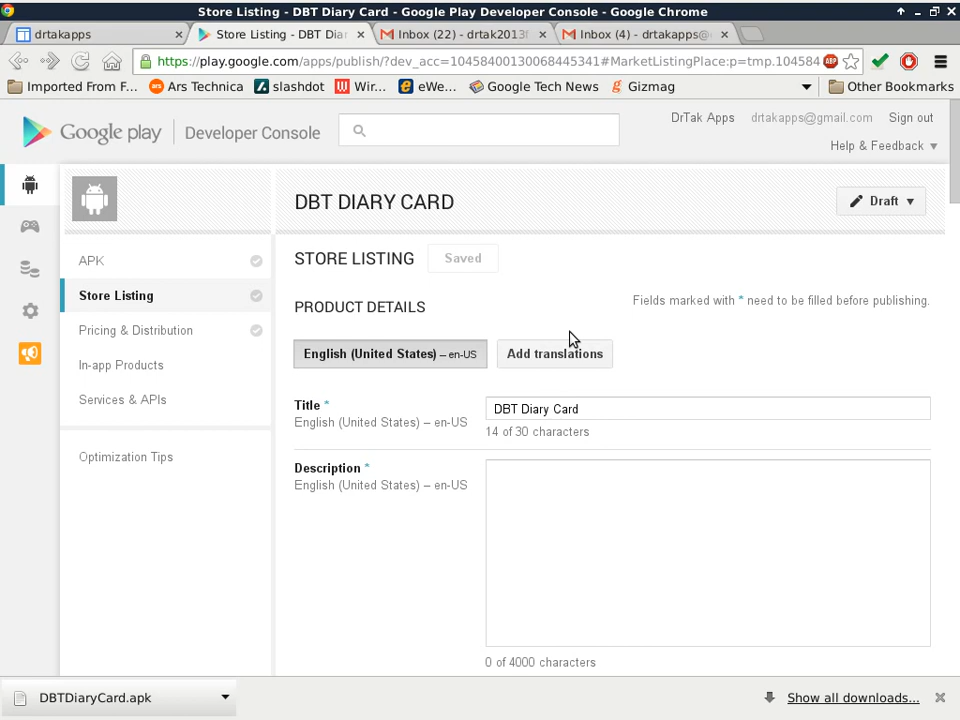 Store Listing - DBT Diary Card - Google Play Developer Console - Google Chrome
drtakapps
Store Listing - DBT Dia
Inbox (22) - drtak2013
Inbox (4) - drtakapps@
https://play.google.com/apps/publish/?dev_acc=10458400130068445341#MarketListingPlace:p=tmp.104584
ABP
Imported From F...
Ars Technica
slashdot
Wir...
eWe...
Google Tech News
Gizmag
Other Bookmarks
Google play
Developer Console
DrTak Apps
drtakapps@gmail.com
Sign out
Help & Feedback
DBT DIARY CARD
Draft
APK
Store Listing
Pricing & Distribution
In-app Products
Services & APIs
Optimization Tips
STORE LISTING
Saved
PRODUCT DETAILS
Fields marked with * need to be filled before publishing.
English (United States) – en-US
Add translations
Title *
English (United States) – en-US
DBT Diary Card
14 of 30 characters
Description *
English (United States) – en-US
0 of 4000 characters
DBTDiaryCard.apk
Show all downloads...